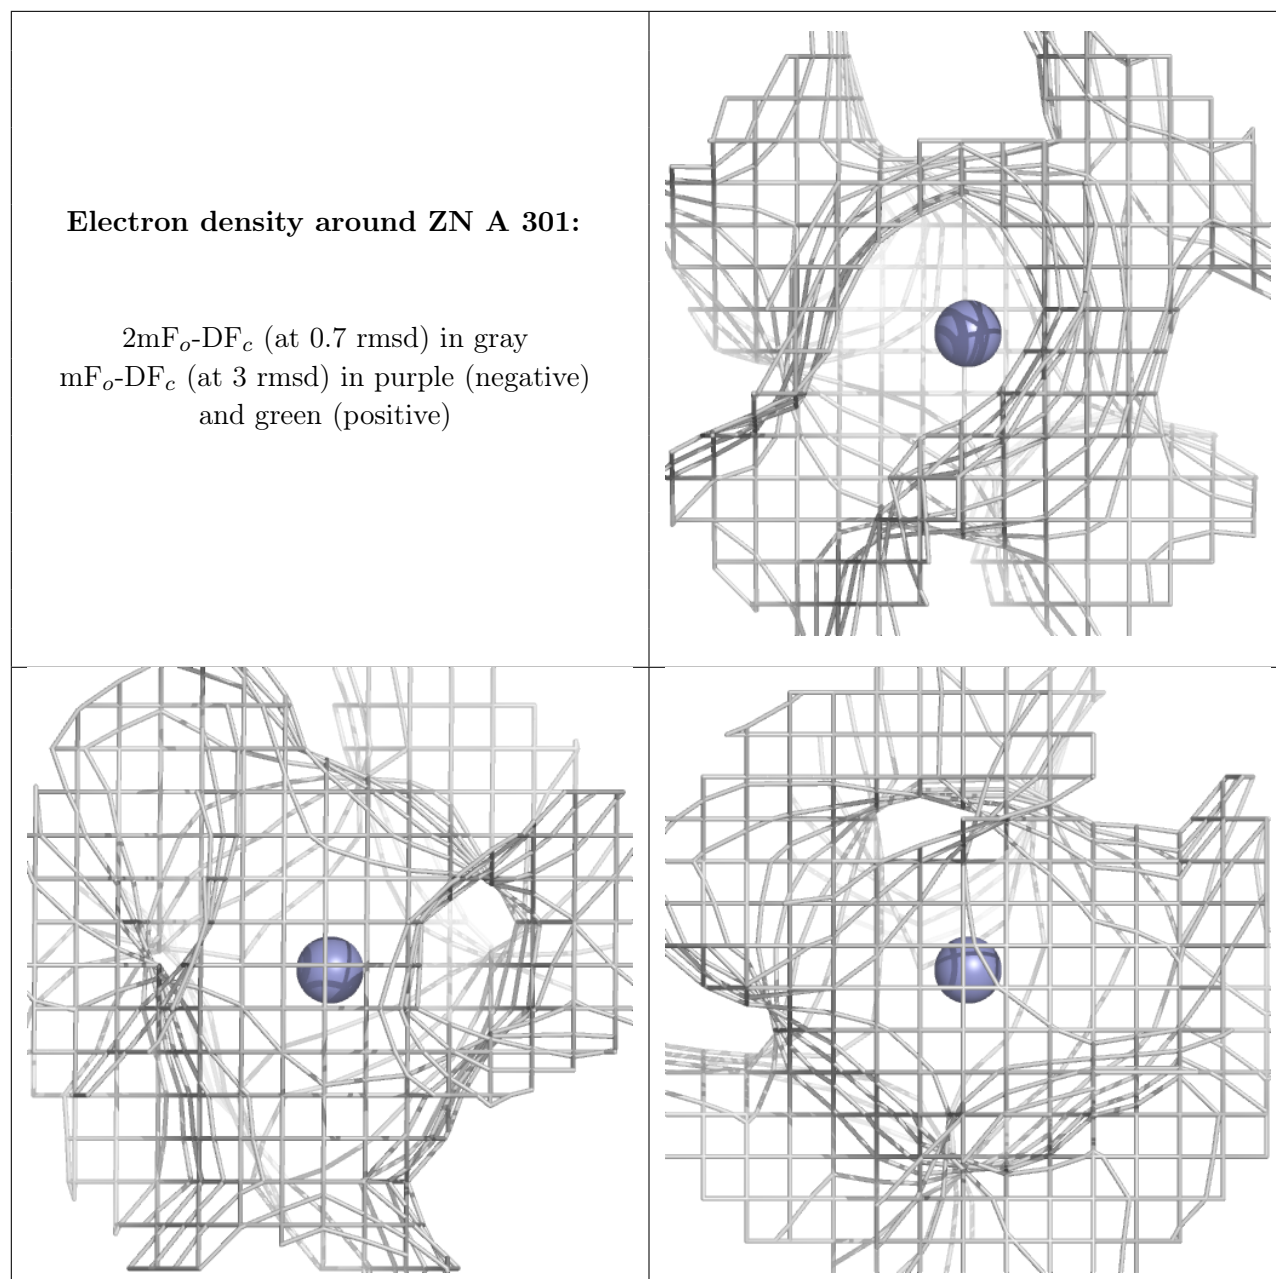 Electron density around ZN A 301:
2mFo-DFc (at 0.7 rmsd) in gray
mFo-DFc (at 3 rmsd) in purple (negative)
and green (positive)